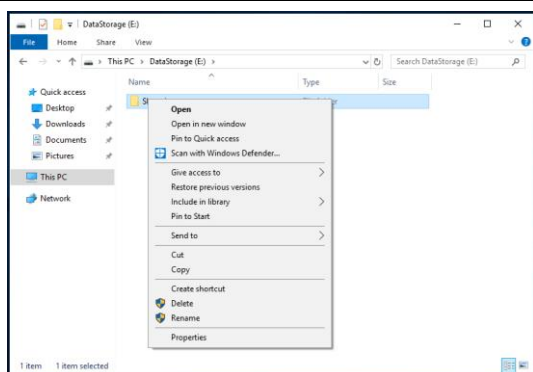 DataStorage (E:)
File Home Share View
This PC > DataStorage (E:) >
Search DataStorage (E:)
Name Type Size
Quick access
Desktop
Downloads
Documents
Pictures
This PC
Network
Open
Open in new window
Pin to Quick access
Scan with Windows Defender...
Give access to
Restore previous versions
Include in library
Pin to Start
Send to
Cut
Copy
Create shortcut
Delete
Rename
Properties
1 item 1 item selected